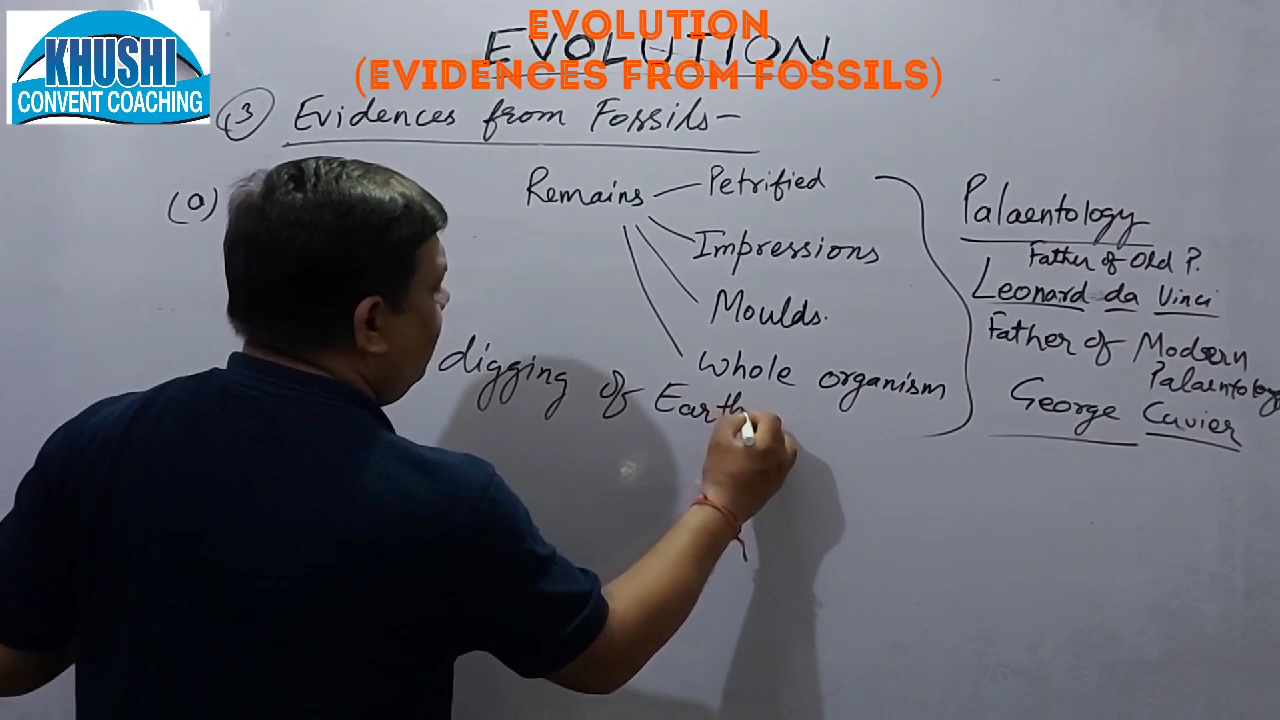 KHUSHI
CONVENT COACHING
EVOLUTION
(EVIDENCES FROM FOSSILS)
EVOLUTION
3 Evidences from Fossils-
(a)
Remains
Petrified
Impressions
Moulds.
Whole organism
digging of Earth
Palaentology
Father of Old P.
Leonard da Vinci
Father of Modern
Palaentology
George Cuvier